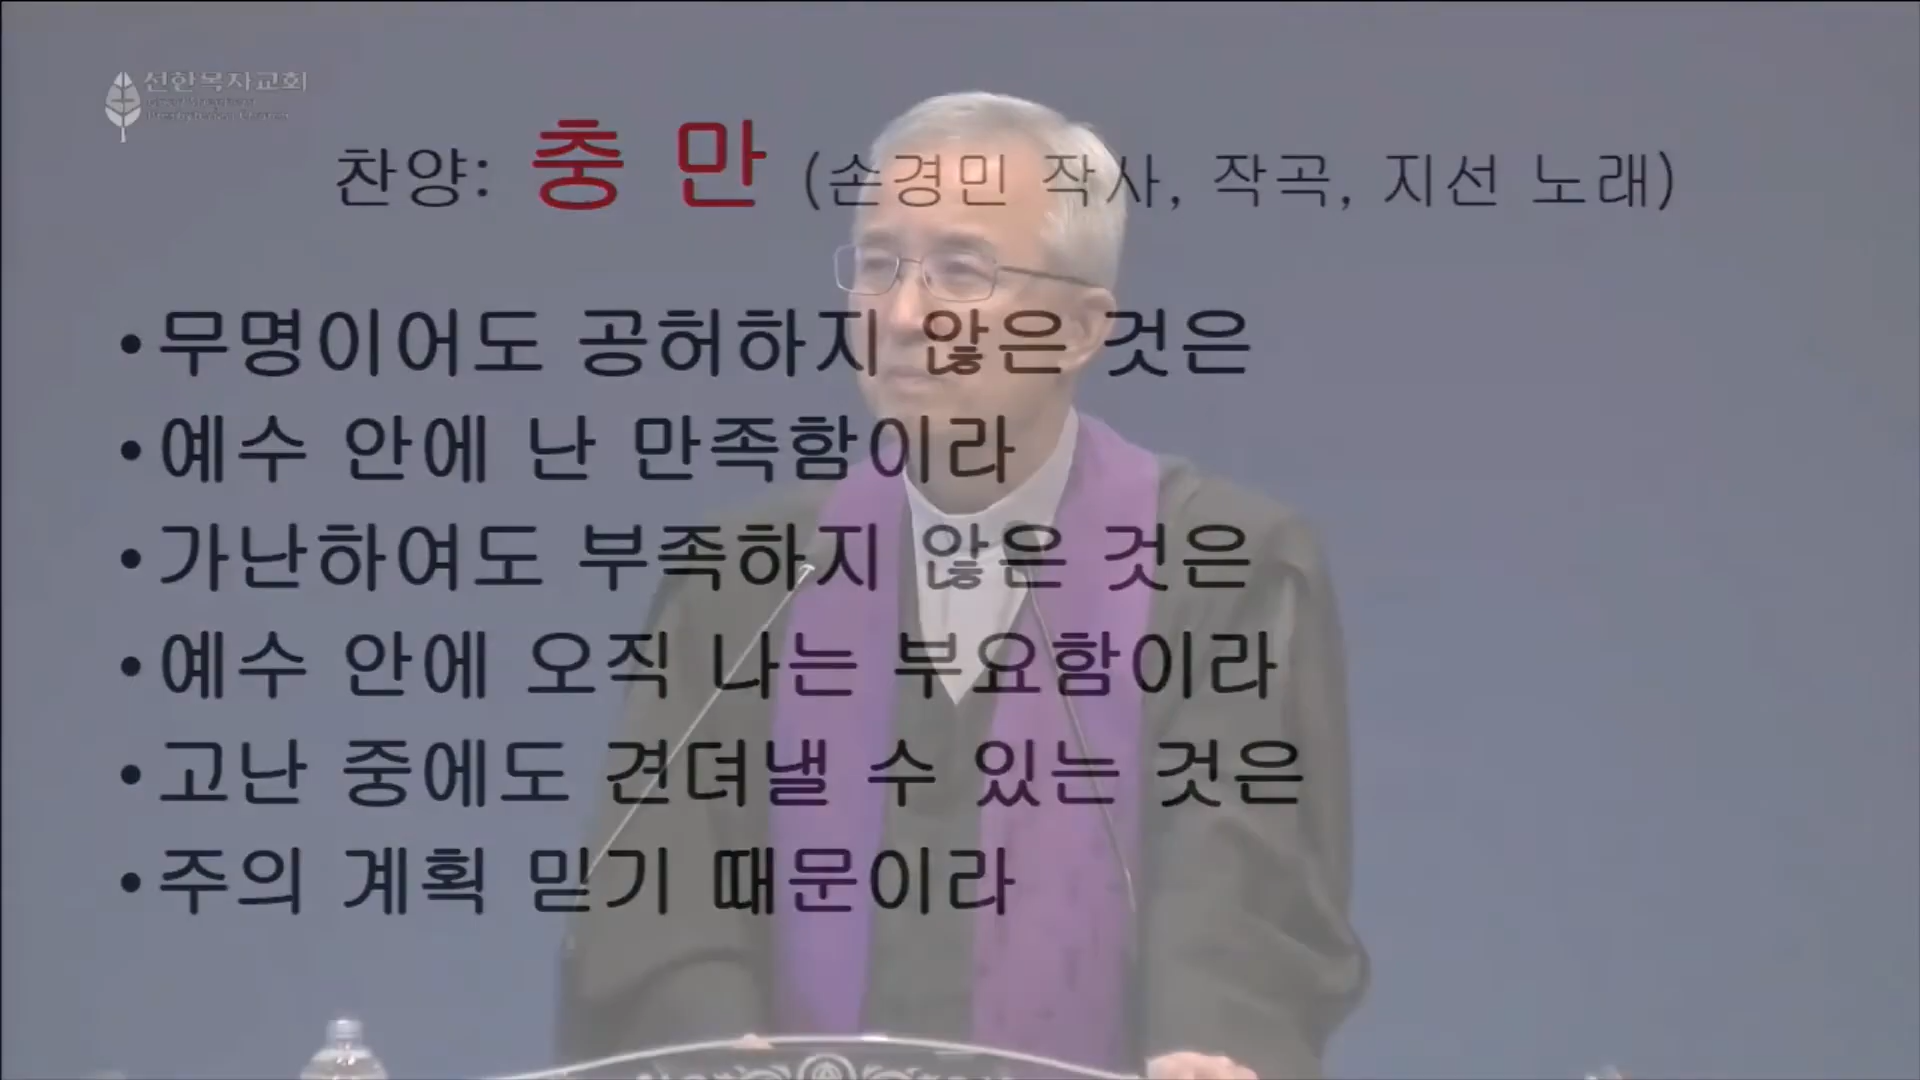 선한목자교회
찬양: 충 만 (손경민 작사, 작곡, 지선 노래)
• 무명이어도 공허하지 않은 것은
• 예수 안에 난 만족함이라
• 가난하여도 부족하지 않은 것은
• 예수 안에 오직 나는 부요함이라
• 고난 중에도 견뎌낼 수 있는 것은
• 주의 계획 믿기 때문이라